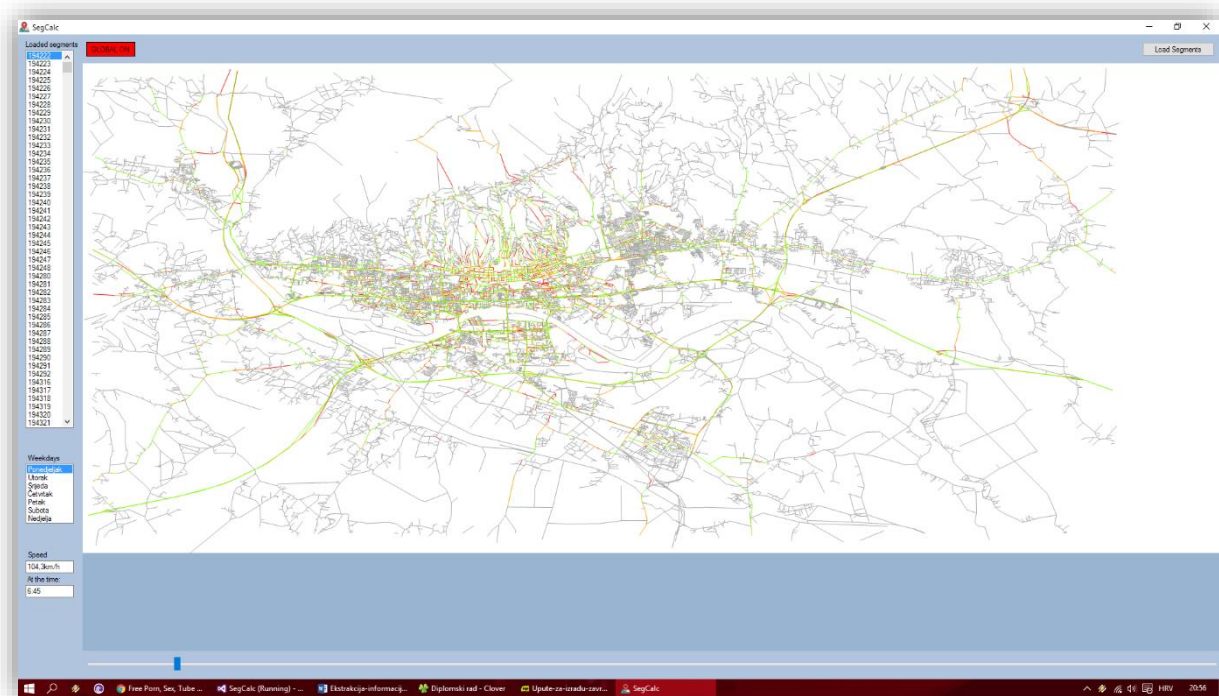 SegCalc
Loaded segments
GLOBAL ON
Load Segments
194222
194223
194224
194225
194226
194227
194228
194229
194230
194231
194232
194233
194234
194235
194236
194237
194238
194239
194240
194241
194242
194243
194244
194245
194246
194247
194248
194280
194281
194282
194283
194284
194285
194286
194287
194288
194289
194290
194291
194292
194316
194317
194318
194319
194320
194321
Weekdays
Ponedjeljak
Utorak
Srijeda
Četvrtak
Petak
Subota
Nedjelja
Speed
104,3km/h
At the time:
6:45
Free Porn, Sex, Tube ...
SegCalc (Running) - ...
Ekstrakcija-informacij...
Diplomski rad - Clover
Upute-za-izradu-zavr...
SegCalc
HRV
20:56